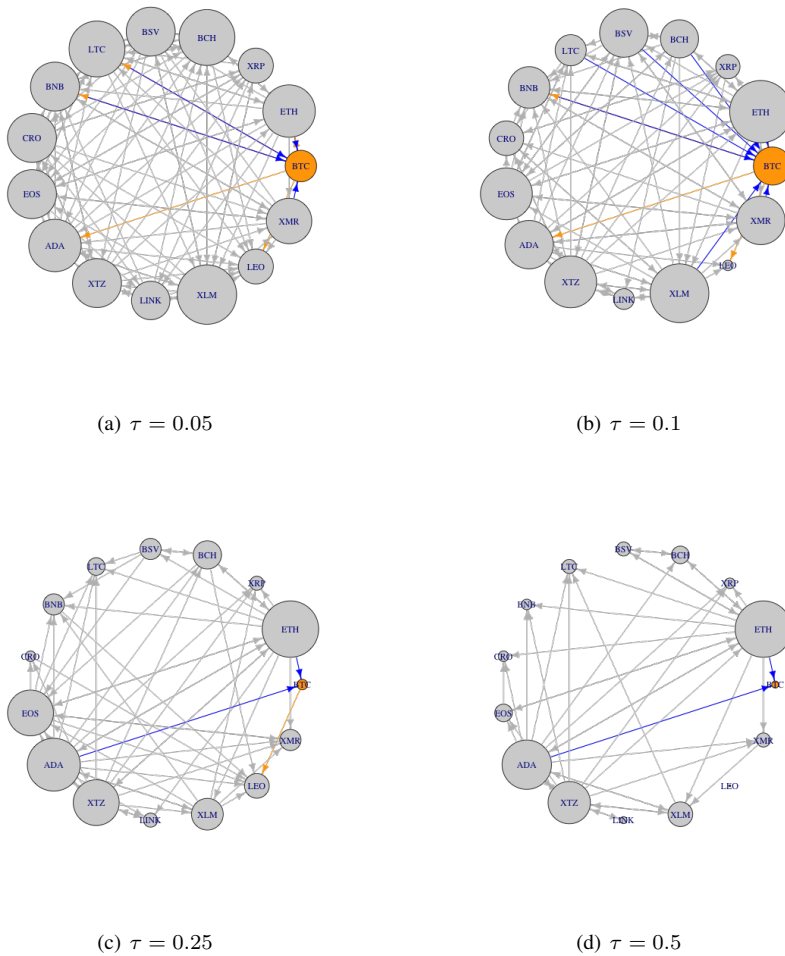 BSV
BCH
LTC
XRP
BNB
ETH
CRO
BTC
EOS
XMR
ADA
LEO
XTZ
XLM
LINK
(a) τ = 0.05
BSV
BCH
LTC
XRP
BNB
ETH
CRO
BTC
EOS
XMR
ADA
LEO
XTZ
XLM
LINK
(b) τ = 0.1
BSV
BCH
LTC
XRP
BNB
ETH
CRO
BTC
EOS
XMR
ADA
LEO
XTZ
XLM
LINK
(c) τ = 0.25
BSV
BCH
LTC
XRP
BNB
ETH
CRO
BTC
EOS
XMR
ADA
LEO
XTZ
XLM
LINK
(d) τ = 0.5